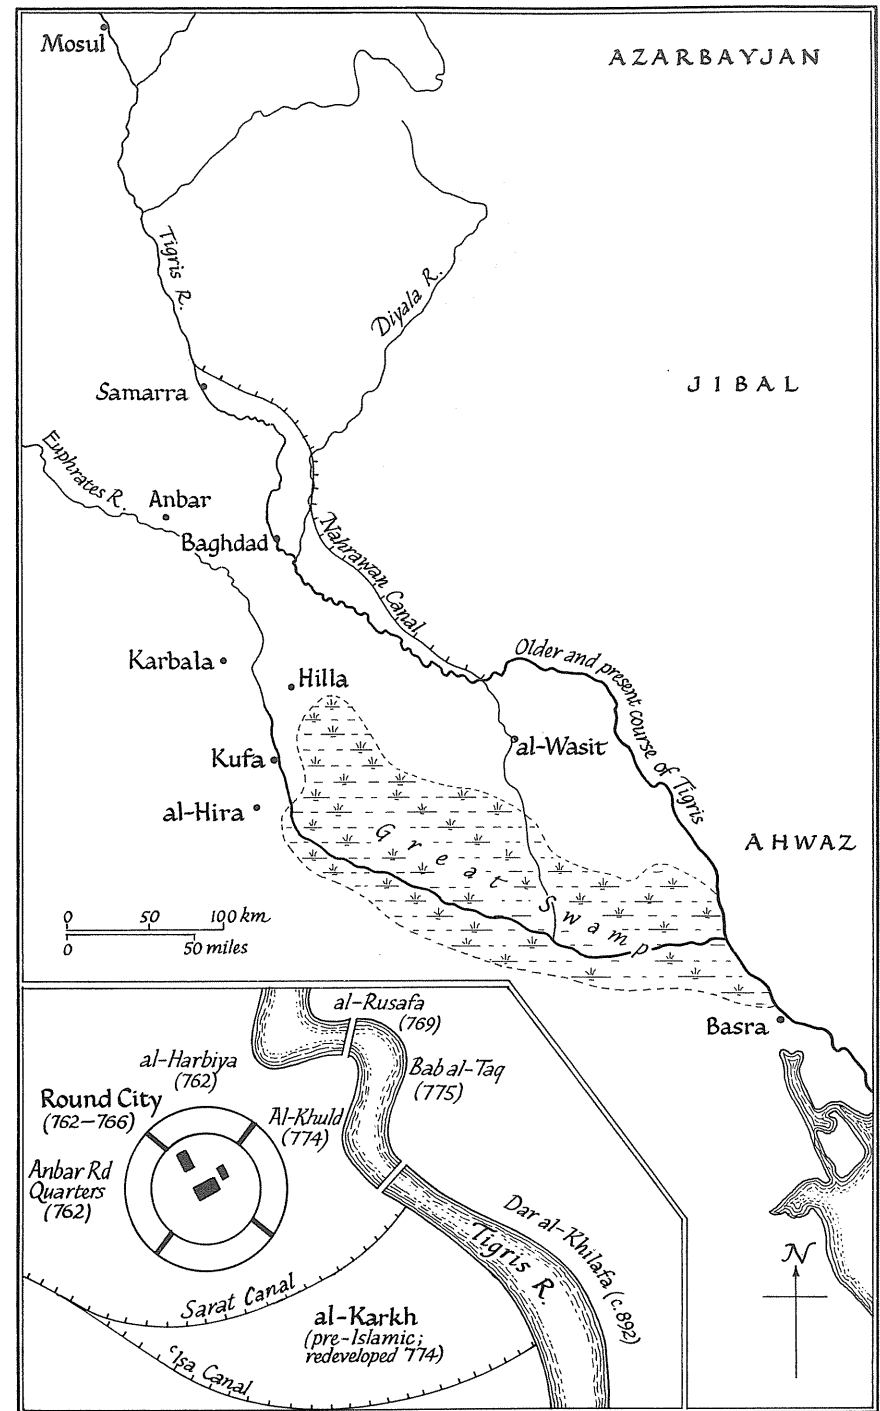 Mosul
AZARBAYJAN
Tigris R.
Diyala R.
JIBAL
Samarra
Euphrates R.
Anbar
Baghdad
Nahrawan Canal
Older and present course of Tigris
Karbala
Hilla
al-Wasit
Kufa
al-Hira
Great Swamp
AHWAZ
0 50 100 km
0 50 miles
Basra
al-Rusafa
(769)
al-Harbiya
(762)
Bab al-Taq
(775)
Round City
(762–766)
Al-Khuld
(774)
Anbar Rd
Quarters
(762)
Dar al-Khilafa (c.892)
Tigris R.
Sarat Canal
al-Karkh
(pre-Islamic;
redeveloped 774)
ʿIsa Canal
N